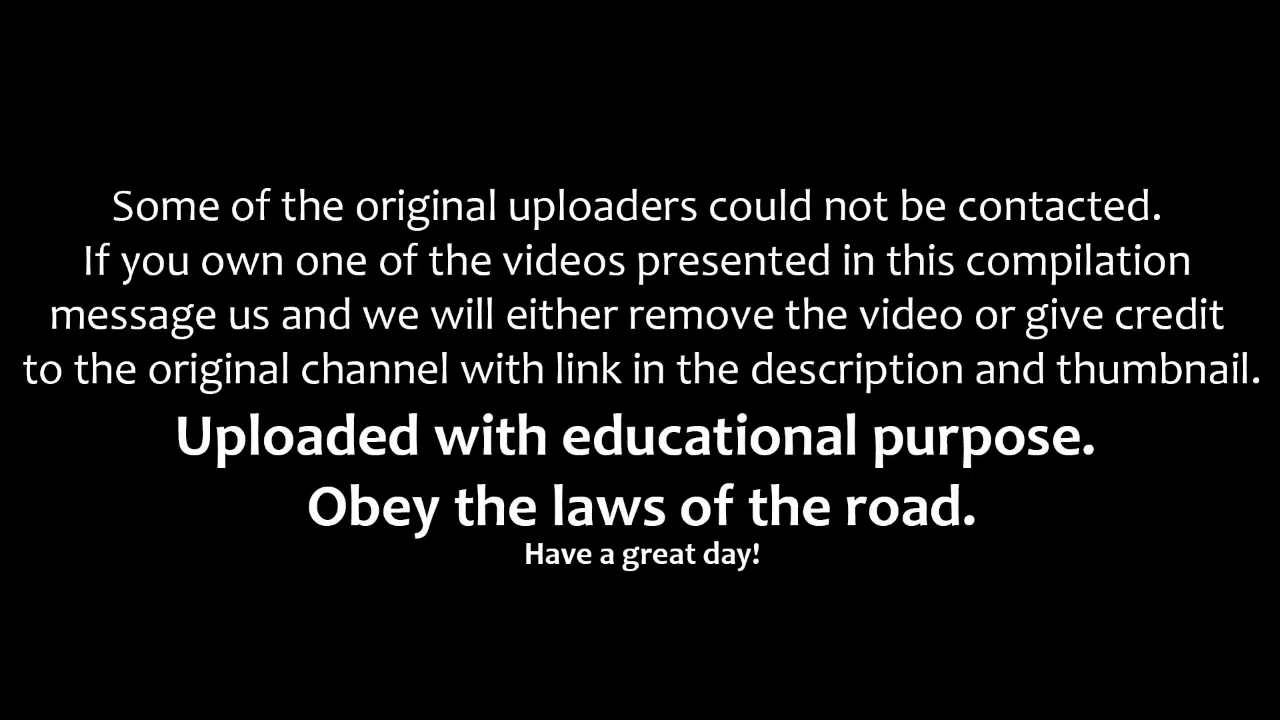 Some of the original uploaders could not be contacted.
If you own one of the videos presented in this compilation
message us and we will either remove the video or give credit
to the original channel with link in the description and thumbnail.
Uploaded with educational purpose.
Obey the laws of the road.
Have a great day!